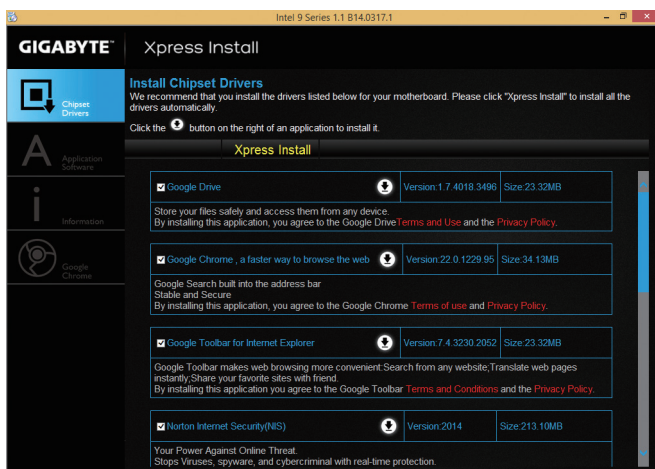 Intel 9 Series 1.1 B14.0317.1
GIGABYTE™
Xpress Install
Chipset
Drivers
Application
Software
Information
Google
Chrome
Install Chipset Drivers
We recommend that you install the drivers listed below for your motherboard. Please click "Xpress Install" to install all the
drivers automatically.
Click the button on the right of an application to install it.
Xpress Install
Google Drive Version:1.7.4018.3496 Size:23.32MB
Store your files safely and access them from any device.
By installing this application, you agree to the Google DriveTerms and Use and the Privacy Policy.
Google Chrome , a faster way to browse the web Version:22.0.1229.95 Size:34.13MB
Google Search built into the address bar
Stable and Secure
By installing this application, you agree to the Google Chrome Terms of use and Privacy Policy.
Google Toolbar for Internet Explorer Version:7.4.3230.2052 Size:23.32MB
Google Toolbar makes web browsing more convenient:Search from any website;Translate web pages
instantly;Share your favorite sites with friend.
By installing this application you agree to the Google Toolbar Terms and Conditions and the Privacy Policy.
Norton Internet Security(NIS) Version:2014 Size:213.10MB
Your Power Against Online Threat.
Stops Viruses, spyware, and cybercriminal with real-time protection.